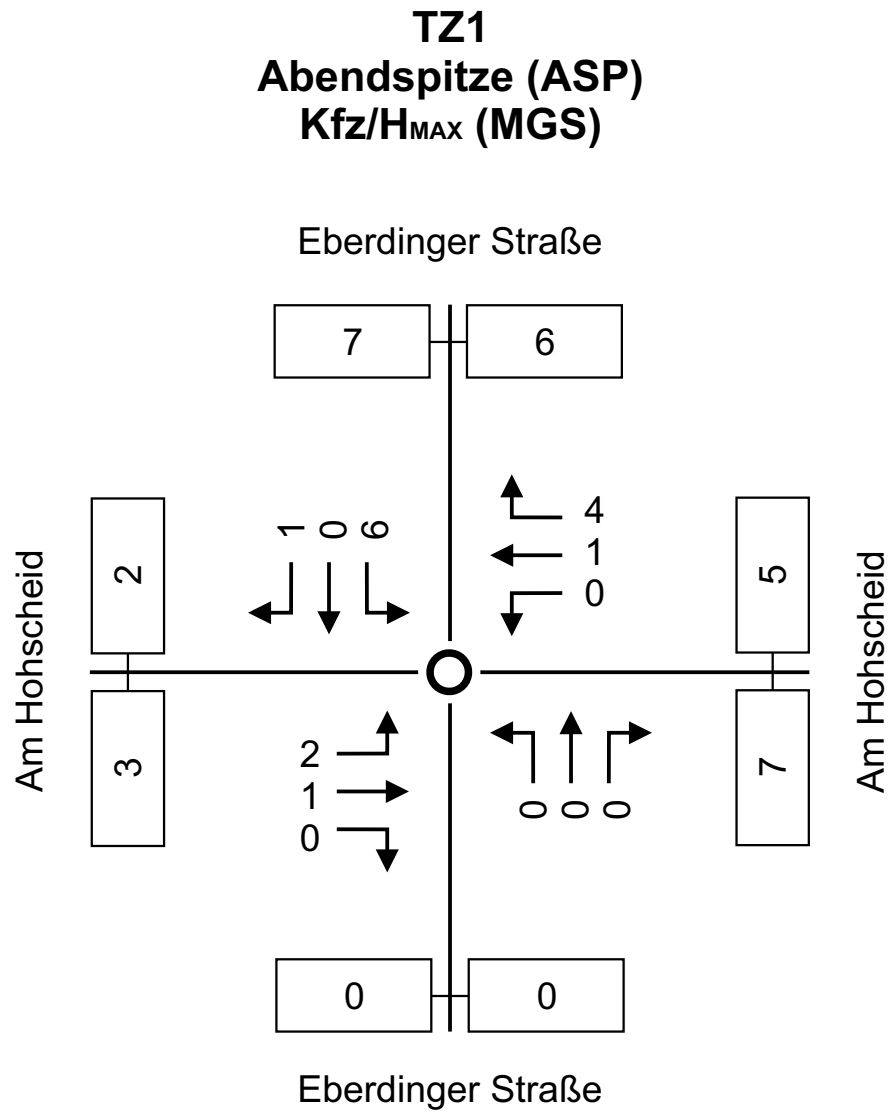 TZ1
Abendspitze (ASP)
Kfz/HMAX (MGS)
Eberdinger Straße
7 6
1 0 6
4
1
0
Am Hohscheid
2
3
5
7
Am Hohscheid
2
1
0
0 0 0
0 0
Eberdinger Straße